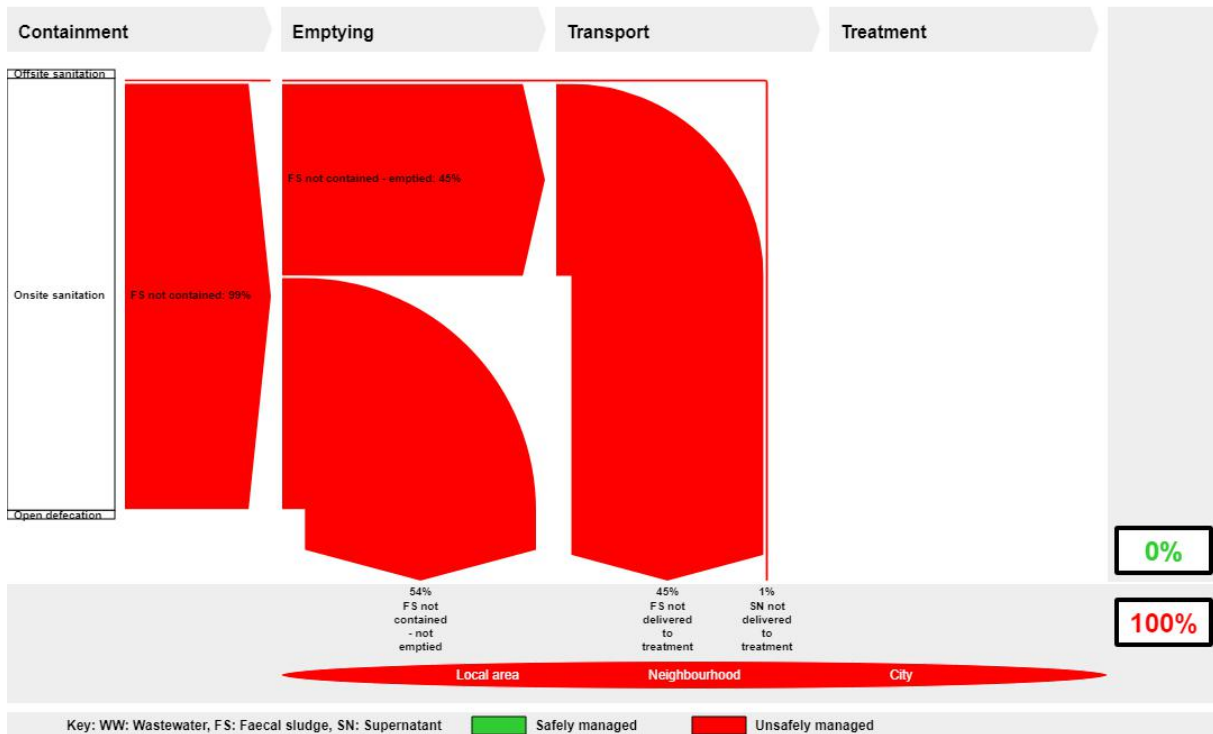 Containment
Emptying
Transport
Treatment
Offsite sanitation
Onsite sanitation
Open defecation
FS not contained: 99%
FS not contained - emptied: 45%
54%
FS not
contained
- not
emptied
45%
FS not
delivered
to
treatment
1%
SN not
delivered
to
treatment
0%
100%
Local area
Neighbourhood
City
Key: WW: Wastewater, FS: Faecal sludge, SN: Supernatant
Safely managed
Unsafely managed